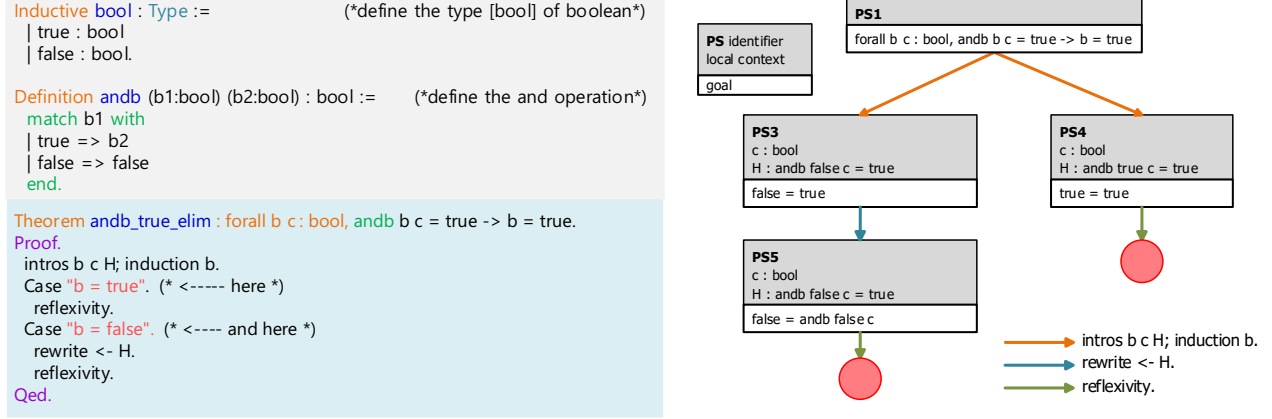 Inductive bool : Type := (*define the type [bool] of boolean*)
| true : bool
| false : bool.
Definition andb (b1:bool) (b2:bool) : bool := (*define the and operation*)
match b1 with
| true => b2
| false => false
end.
Theorem andb_true_elim : forall b c : bool, andb b c = true -> b = true.
Proof.
intros b c H; induction b.
Case "b = true". (* <----- here *)
reflexivity.
Case "b = false". (* <---- and here *)
rewrite <- H.
reflexivity.
Qed.
PS identifier
local context
goal
PS1
forall b c : bool, andb b c = true -> b = true
PS3
c : bool
H : andb false c = true
false = true
PS4
c : bool
H : andb true c = true
true = true
PS5
c : bool
H : andb false c = true
false = andb false c
intros b c H; induction b.
rewrite <- H.
reflexivity.